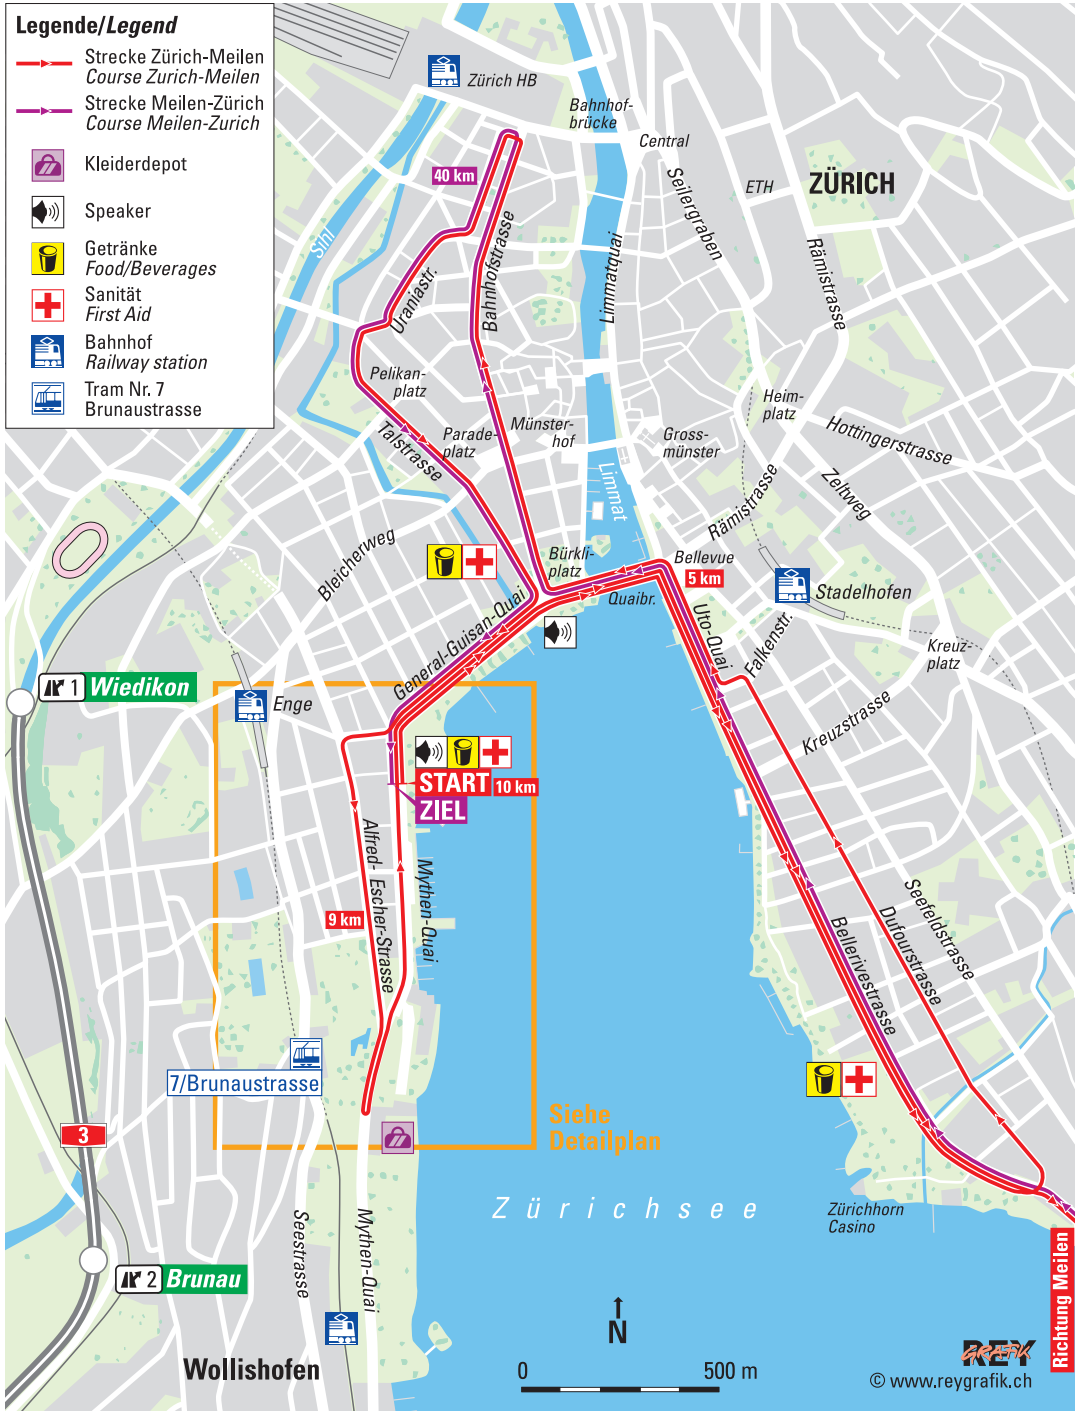 Legende/Legend
Strecke Zürich-Meilen
Course Zurich-Meilen
Strecke Meilen-Zürich
Course Meilen-Zurich
Kleiderdepot
Speaker
Getränke
Food/Beverages
Sanität
First Aid
Bahnhof
Railway station
Tram Nr. 7
Brunaustrasse
Zürich HB
Bahnhof-
brücke
Central
40 km
ETH
ZÜRICH
Seilergraben
Sihl
Limmatquai
Rämistrasse
Bahnhofstrasse
Uraniastr.
Pelikan-
platz
Talstrasse
Parade-
platz
Münster-
hof
Gross-
münster
Heim-
platz
Hottingerstrasse
Zeltweg
Limmat
Rämistrasse
Bleicherweg
Bürkli-
platz
Bellevue
5 km
Stadelhofen
Quaibr.
General-Guisan-Quai
Uto-Quai
Falkenstr.
Kreuz-
platz
1 Wiedikon
Enge
Kreuzstrasse
START 10 km
ZIEL
Alfred-Escher-Strasse
Mythen-Quai
9 km
Seefeldstrasse
Dufourstrasse
Bellerivestrasse
7/Brunaustrasse
3
Siehe
Detailplan
Zürichsee
Zürichhorn
Casino
Seestrasse
Mythen-Quai
2 Brunau
Richtung Meilen
Wollishofen
N
0 500 m
REY
GRAFIK
© www.reygrafik.ch